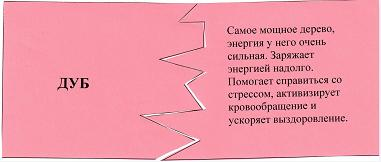 ДУБ
Самое мощное дерево,
энергия у него очень
сильная. Заряжает
энергией надолго.
Помогает справиться со
стрессом, активизирует
кровообращение и
ускоряет выздоровление.